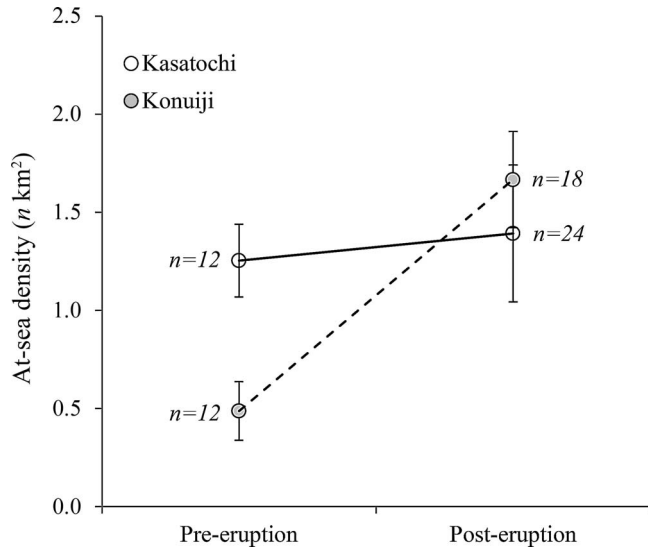 2.5
Kasatochi
Konuiji
2.0
n=18
1.5
n=24
n=12
1.0
0.5
n=12
0.0
At-sea density (n km²)
Pre-eruption
Post-eruption